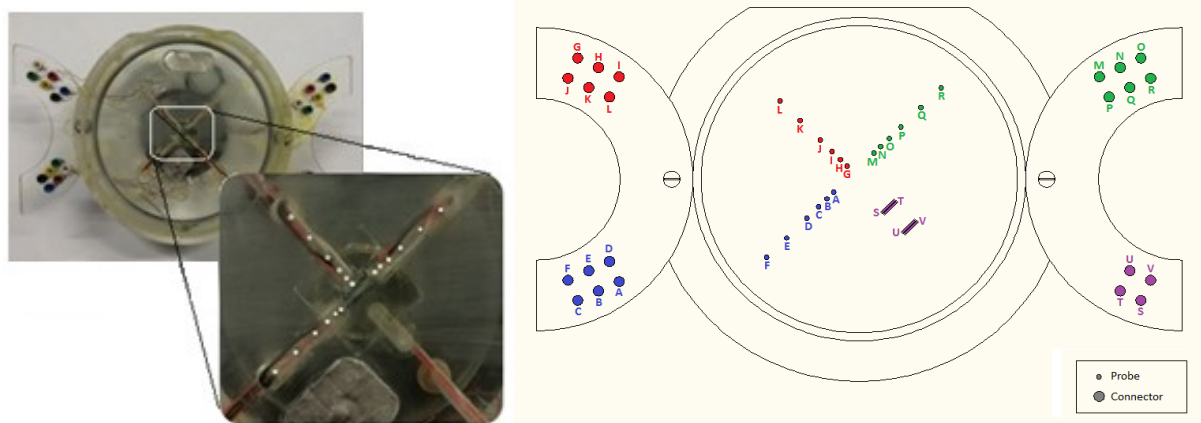 G H I
J K L
D
F E
A
C B
L
K
J
I
H
G
R
Q
P
O
N
M
A
B
C
D
E
F
S T
U V
O
N
M
R
Q
P
U V
T S
Probe
Connector